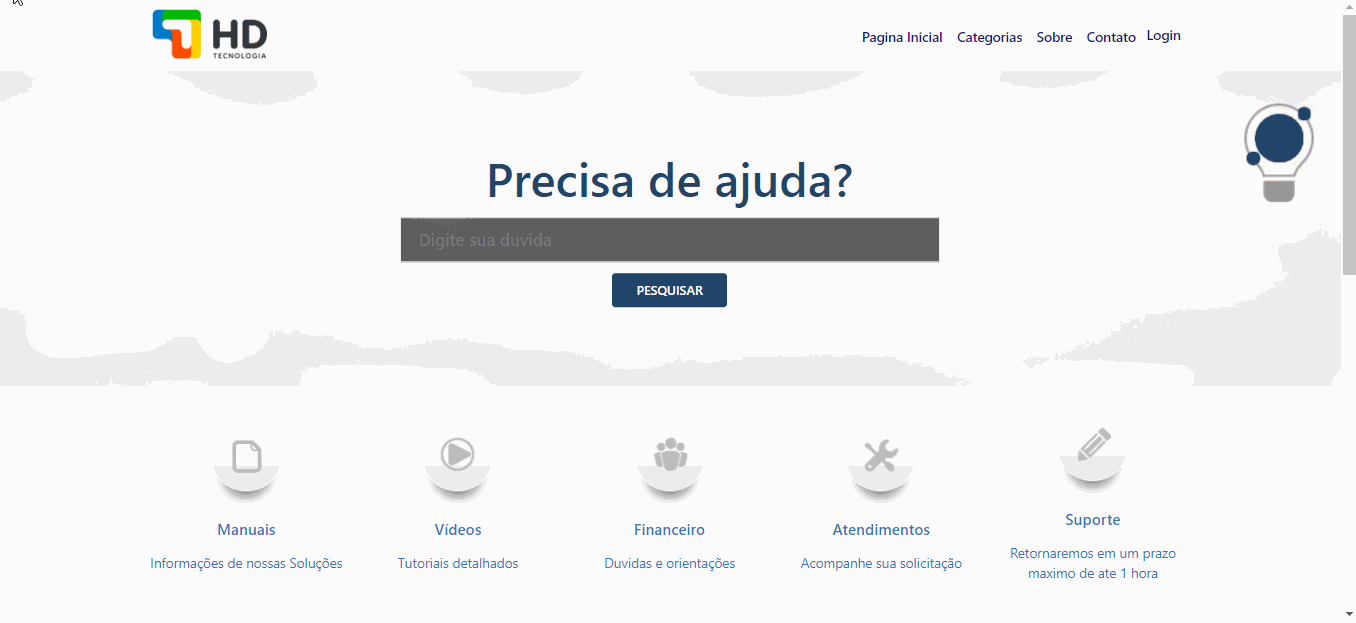 HD
TECNOLOGIA
Pagina Inicial Categorias Sobre Contato Login
Precisa de ajuda?
Digite sua duvida
PESQUISAR
Manuais
Informações de nossas Soluções
Vídeos
Tutoriais detalhados
Financeiro
Duvidas e orientações
Atendimentos
Acompanhe sua solicitação
Suporte
Retornaremos em um prazo
maximo de ate 1 hora